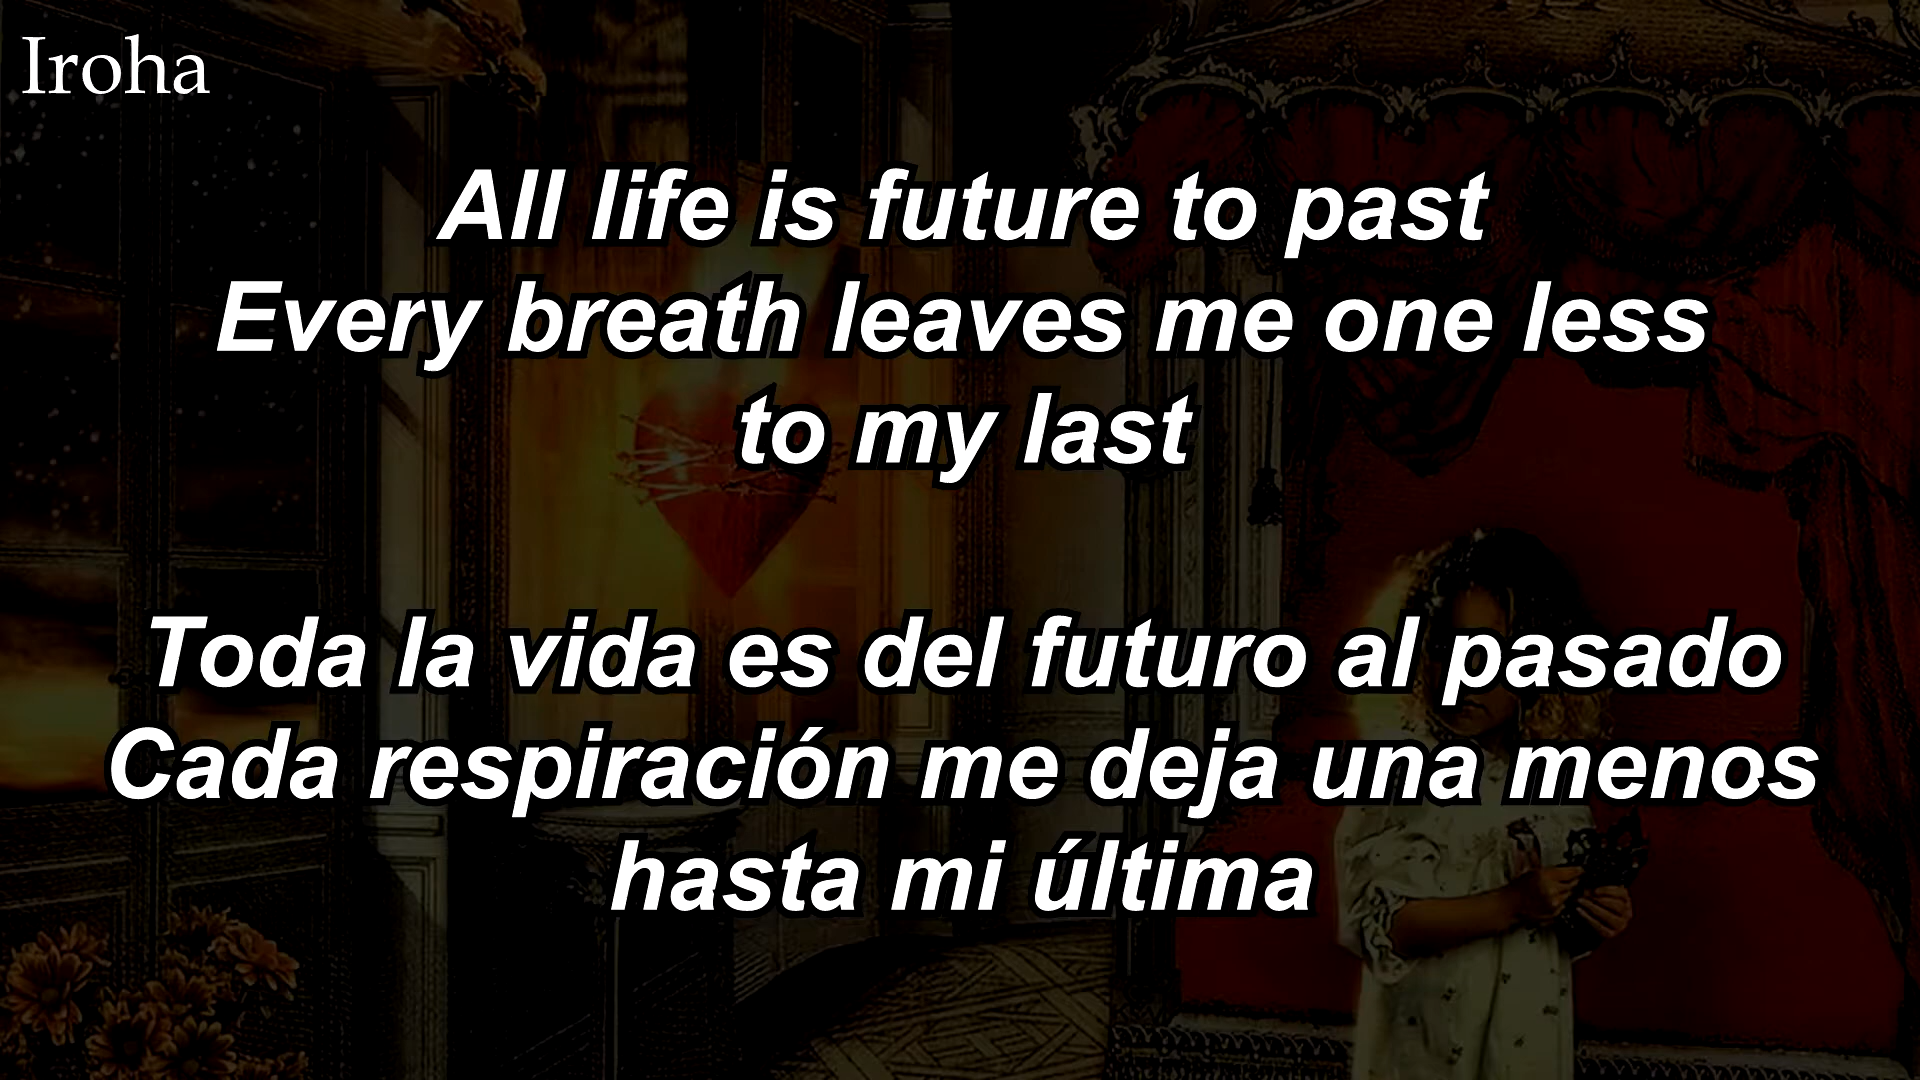 Iroha
All life is future to past
Every breath leaves me one less
to my last
Toda la vida es del futuro al pasado
Cada respiración me deja una menos
hasta mi última